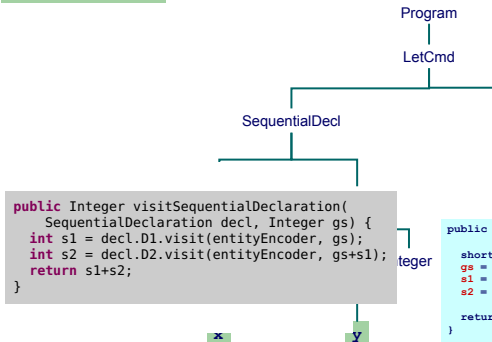 Program
LetCmd
SequentialDecl
public Integer visitSequentialDeclaration(
SequentialDeclaration decl, Integer gs) {
int s1 = decl.D1.visit(entityEncoder, gs);
int s2 = decl.D2.visit(entityEncoder, gs+s1);
return s1+s2;
}
teger
public
short
gs =
s1 =
s2 =
retur
}
x y